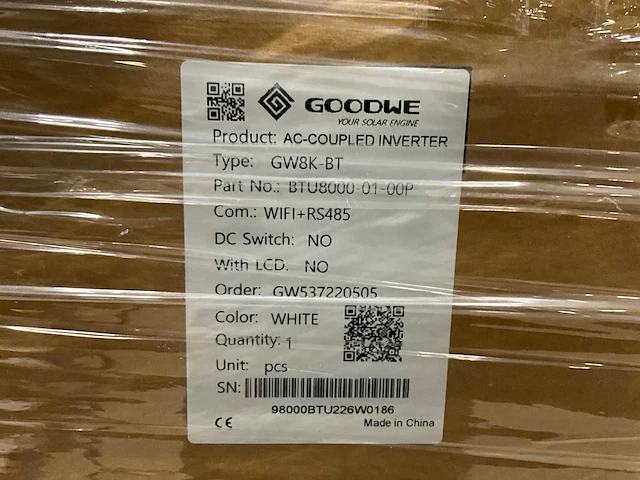 GOODWE
YOUR SOLAR ENGINE
Product: AC-COUPLED INVERTER
Type: GW8K-BT
Part No.: BTU8000-01-00P
Com.: WIFI+RS485
DC Switch: NO
With LCD. NO
Order: GW537220505
Color: WHITE
Quantity: 1
Unit: pcs
SN:
98000BTU226W0186
CE Made in China